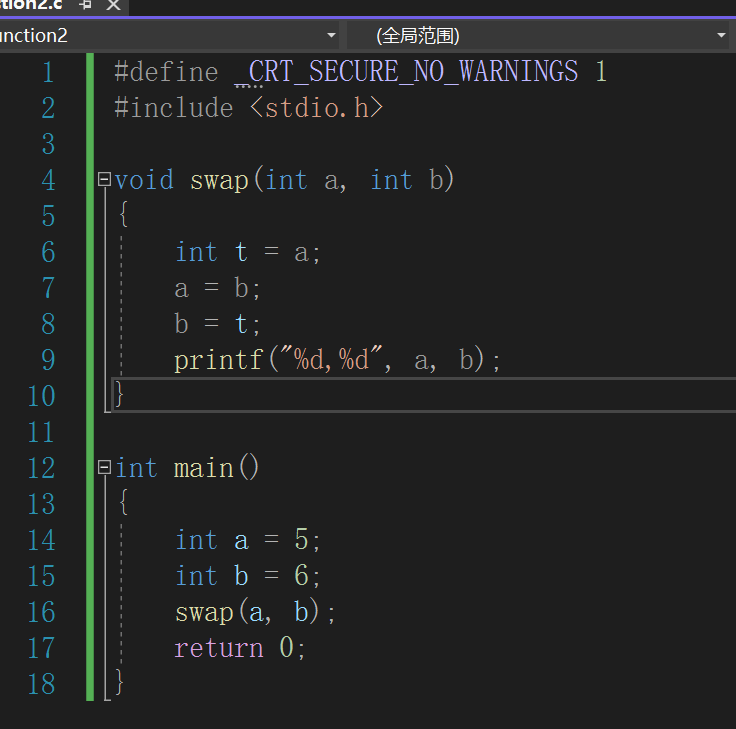 tion2.c
unction2 (全局范围)
1 #define _CRT_SECURE_NO_WARNINGS 1
2 #include <stdio.h>
3
4 void swap(int a, int b)
5 {
6 int t = a;
7 a = b;
8 b = t;
9 printf("%d,%d", a, b);
10 }
11
12 int main()
13 {
14 int a = 5;
15 int b = 6;
16 swap(a, b);
17 return 0;
18 }